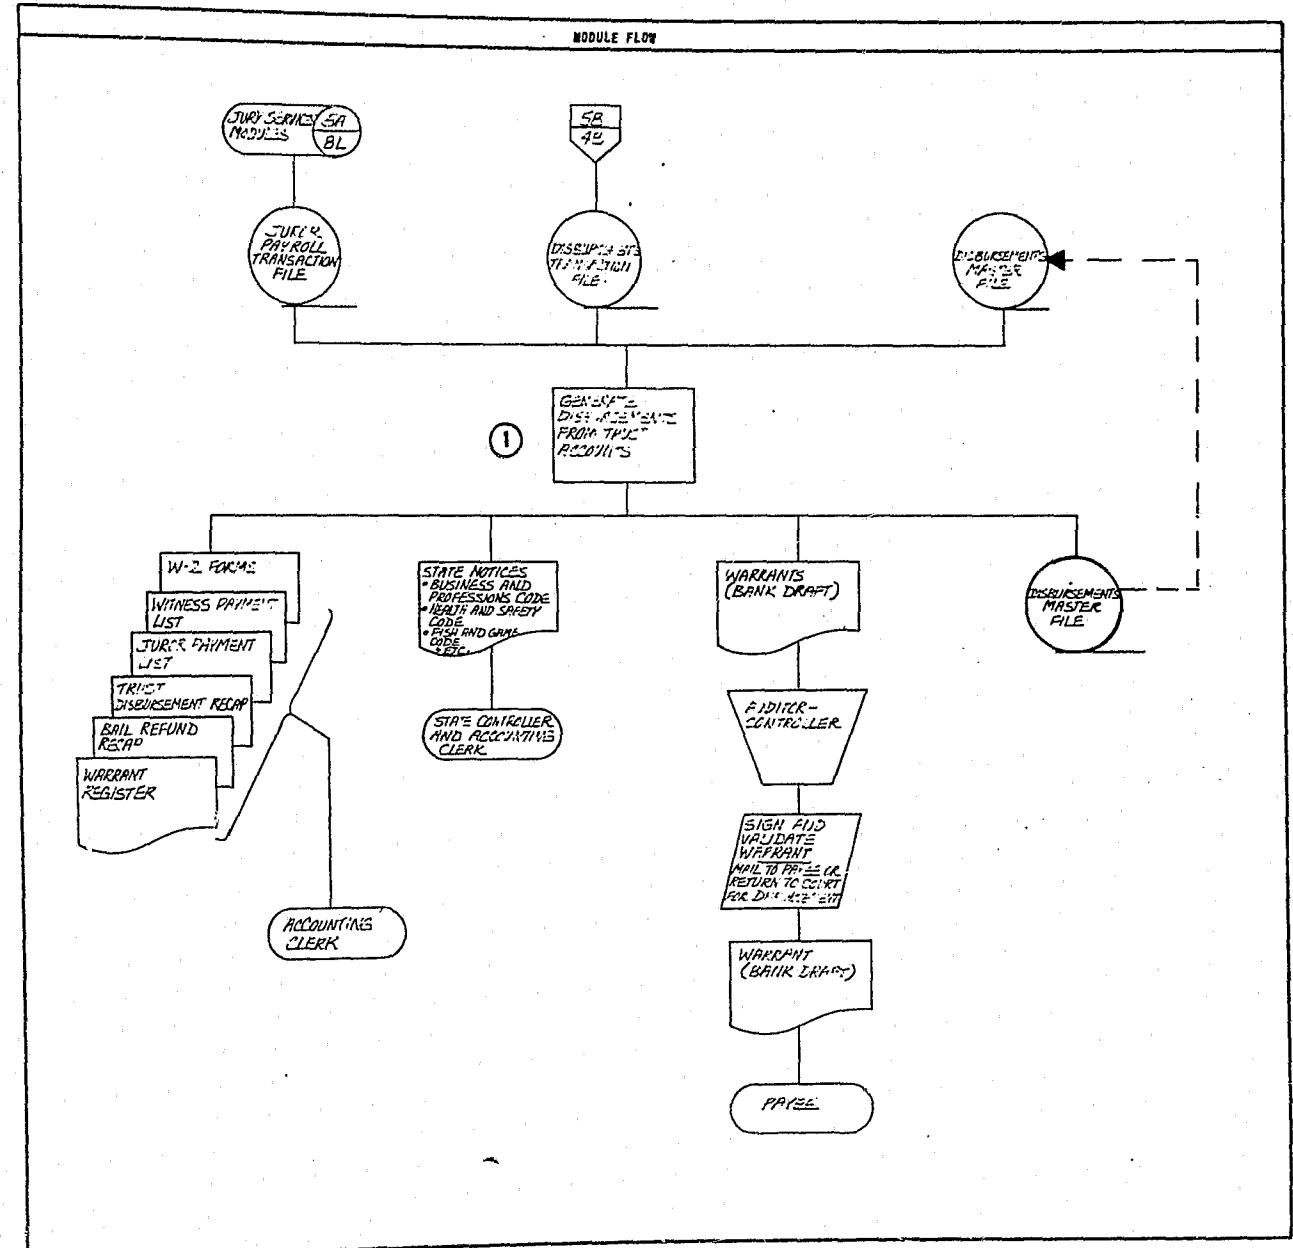 MODULE FLOW
JURY SERVICES
MODULES
5A
8L
5B
JUROR
PAYROLL
TRANSACTION
FILE
DISBURSEMENTS
TRANSACTION
FILE
DISBURSEMENTS
MASTER
FILE
1
GENERATE
DISBURSEMENTS
FROM TRUST
ACCOUNTS
W-2 FORMS
WITNESS PAYMENT
LIST
JUROR PAYMENT
LIST
TRUST
DISBURSEMENT RECAP
BAIL REFUND
RECAP
WARRANT
REGISTER
ACCOUNTING
CLERK
STATE NOTICES
• BUSINESS AND
PROFESSIONS CODE
• HEALTH AND SAFETY
CODE
• FISH AND GAME
CODE
• ETC.
STATE CONTROLLER
AND ACCOUNTING
CLERK
WARRANTS
(BANK DRAFT)
AUDITOR-
CONTROLLER
SIGN AND
VALIDATE
WARRANT
MAIL TO PAYEE OR
RETURN TO COURT
FOR
WARRANT
(BANK DRAFT)
PAYEE
DISBURSEMENTS
MASTER
FILE